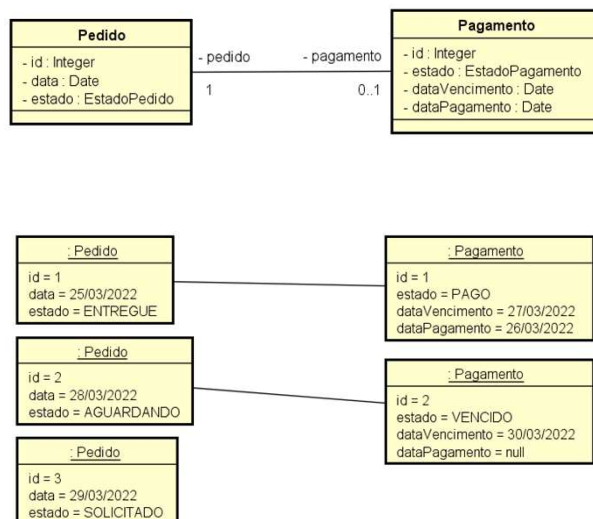 Pedido
- id : Integer
- data : Date
- estado : EstadoPedido
- pedido
1
- pagamento
0..1
Pagamento
- id : Integer
- estado : EstadoPagamento
- dataVencimento : Date
- dataPagamento : Date
: Pedido
id = 1
data = 25/03/2022
estado = ENTREGUE
: Pagamento
id = 1
estado = PAGO
dataVencimento = 27/03/2022
dataPagamento = 26/03/2022
: Pedido
id = 2
data = 28/03/2022
estado = AGUARDANDO
: Pagamento
id = 2
estado = VENCIDO
dataVencimento = 30/03/2022
dataPagamento = null
: Pedido
id = 3
data = 29/03/2022
estado = SOLICITADO